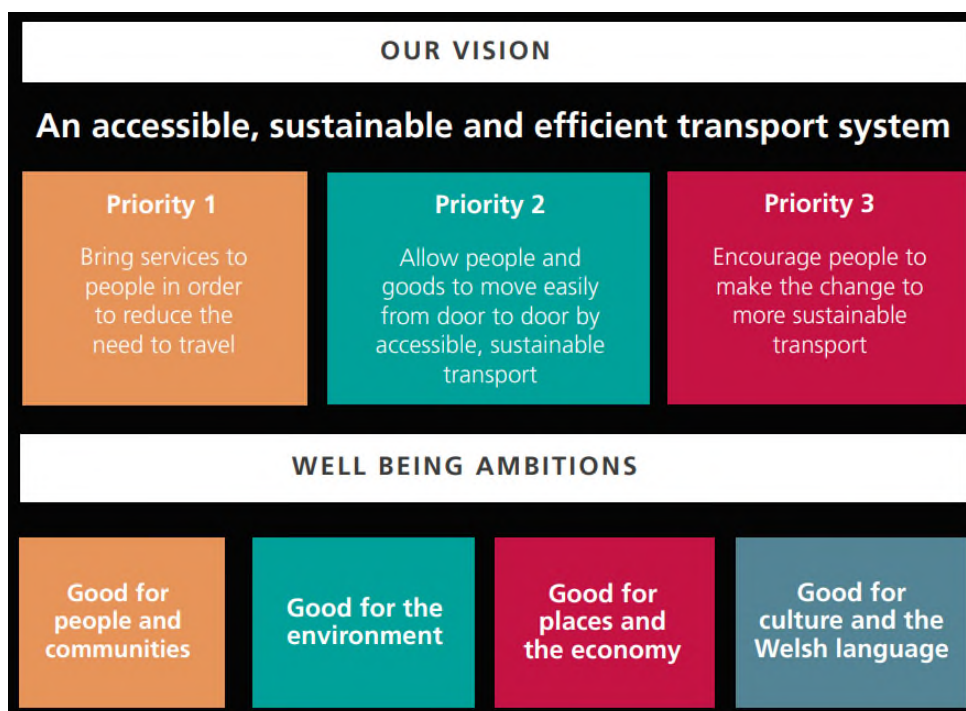 OUR VISION
An accessible, sustainable and efficient transport system
Priority 1
Bring services to
people in order
to reduce the
need to travel
Priority 2
Allow people and
goods to move easily
from door to door by
accessible, sustainable
transport
Priority 3
Encourage people to
make the change to
more sustainable
transport
WELL BEING AMBITIONS
Good for
people and
communities
Good for the
environment
Good for
places and
the economy
Good for
culture and the
Welsh language